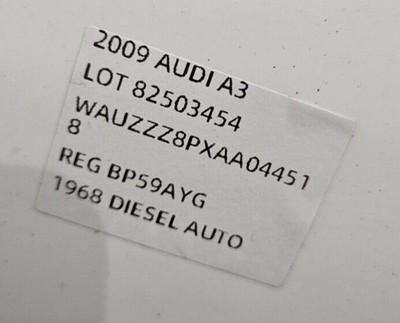 2009 AUDI A3
LOT 82503454
WAUZZZ8PXAA04451
8
REG BP59AYG
1968 DIESEL AUTO